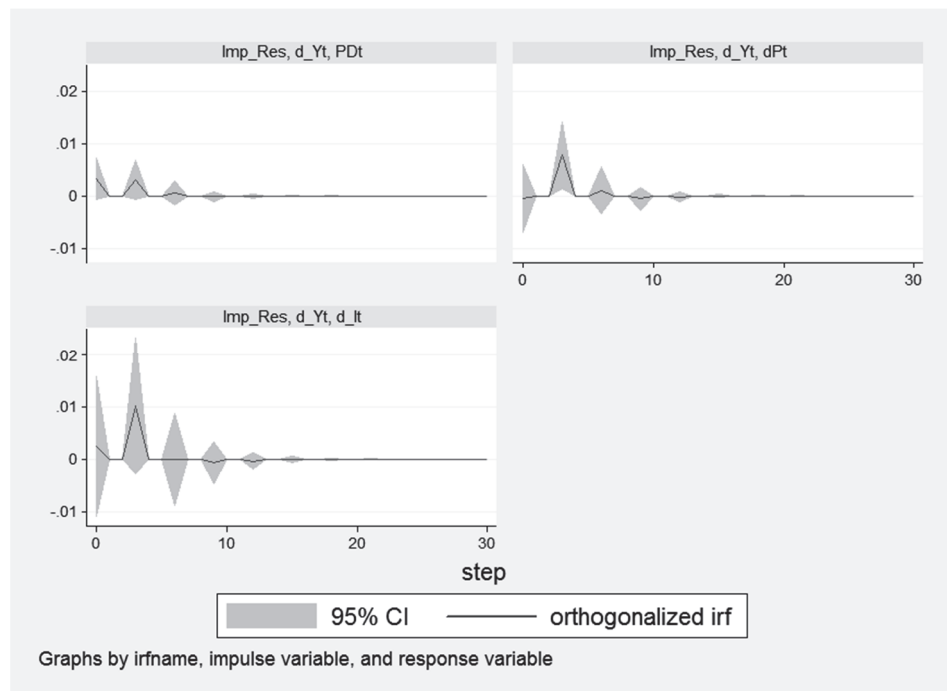 Imp_Res, d_Yt, PDt
.02
.01
0
-.01
Imp_Res, d_Yt, dPt
0 10 20 30
Imp_Res, d_Yt, d_It
.02
.01
0
-.01
0 10 20 30
step
95% CI orthogonalized irf
Graphs by irfname, impulse variable, and response variable